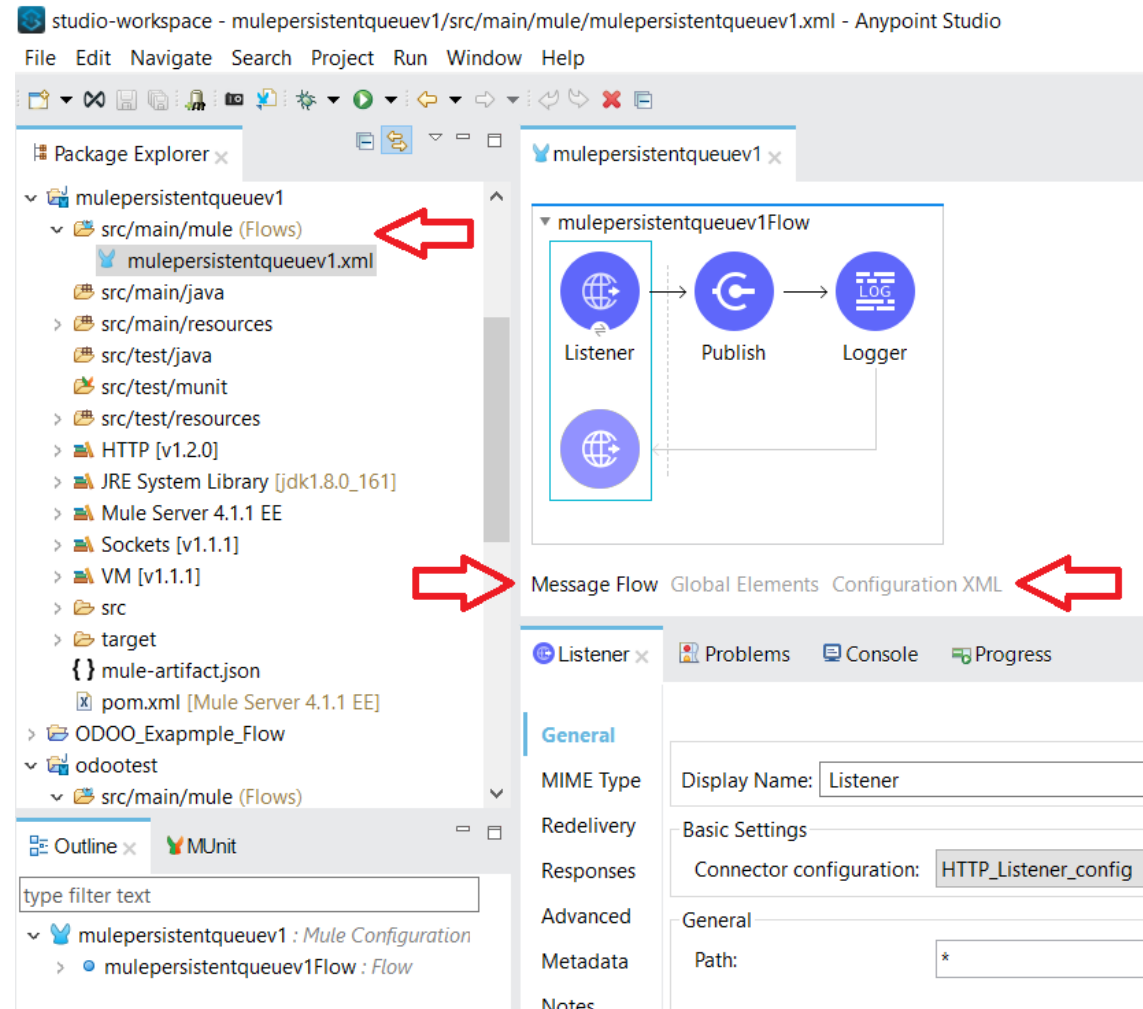 studio-workspace - mulepersistentqueuev1/src/main/mule/mulepersistentqueuev1.xml - Anypoint Studio
File Edit Navigate Search Project Run Window Help
Package Explorer
mulepersistentqueuev1
src/main/mule (Flows)
mulepersistentqueuev1.xml
src/main/java
src/main/resources
src/test/java
src/test/munit
src/test/resources
HTTP [v1.2.0]
JRE System Library [jdk1.8.0_161]
Mule Server 4.1.1 EE
Sockets [v1.1.1]
VM [v1.1.1]
src
target
mule-artifact.json
pom.xml [Mule Server 4.1.1 EE]
ODOO_Exapmple_Flow
odootest
src/main/mule (Flows)
Outline MUnit
type filter text
mulepersistentqueuev1 : Mule Configuration
mulepersistentqueuev1Flow : Flow
mulepersistentqueuev1
mulepersistentqueuev1Flow
LOG
Listener Publish Logger
Message Flow Global Elements Configuration XML
Listener Problems Console Progress
General
MIME Type
Redelivery
Responses
Advanced
Metadata
Notes
Display Name: Listener
Basic Settings
Connector configuration: HTTP_Listener_config
General
Path: *